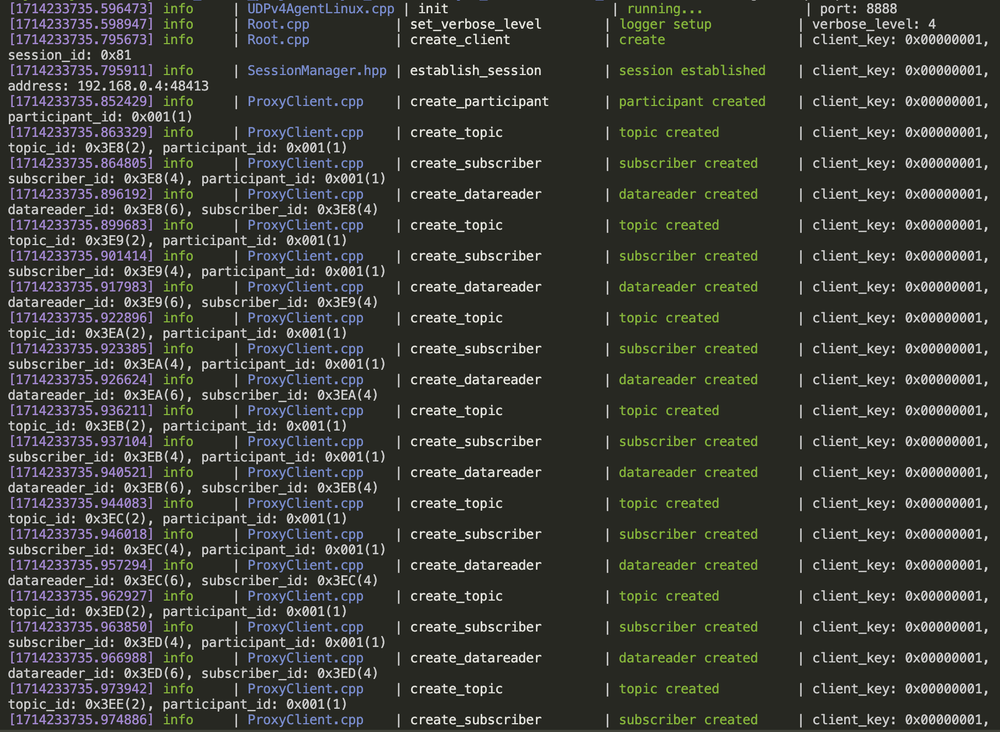 [1714233735.596473] info     | UDPv4AgentLinux.cpp | init                     | running...             | port: 8888
[1714233735.598947] info     | Root.cpp           | set_verbose_level        | logger setup           | verbose_level: 4
[1714233735.795673] info     | Root.cpp           | create_client            | create                 | client_key: 0x00000001,
session_id: 0x81
[1714233735.795911] info     | SessionManager.hpp | establish_session        | session established    | client_key: 0x00000001,
address: 192.168.0.4:48413
[1714233735.852429] info     | ProxyClient.cpp    | create_participant       | participant created    | client_key: 0x00000001,
participant_id: 0x001(1)
[1714233735.863329] info     | ProxyClient.cpp    | create_topic             | topic created          | client_key: 0x00000001,
topic_id: 0x3E8(2), participant_id: 0x001(1)
[1714233735.864805] info     | ProxyClient.cpp    | create_subscriber        | subscriber created     | client_key: 0x00000001,
subscriber_id: 0x3E8(4), participant_id: 0x001(1)
[1714233735.896192] info     | ProxyClient.cpp    | create_datareader        | datareader created     | client_key: 0x00000001,
datareader_id: 0x3E8(6), subscriber_id: 0x3E8(4)
[1714233735.899683] info     | ProxyClient.cpp    | create_topic             | topic created          | client_key: 0x00000001,
topic_id: 0x3E9(2), participant_id: 0x001(1)
[1714233735.901414] info     | ProxyClient.cpp    | create_subscriber        | subscriber created     | client_key: 0x00000001,
subscriber_id: 0x3E9(4), participant_id: 0x001(1)
[1714233735.917983] info     | ProxyClient.cpp    | create_datareader        | datareader created     | client_key: 0x00000001,
datareader_id: 0x3E9(6), subscriber_id: 0x3E9(4)
[1714233735.922896] info     | ProxyClient.cpp    | create_topic             | topic created          | client_key: 0x00000001,
topic_id: 0x3EA(2), participant_id: 0x001(1)
[1714233735.923385] info     | ProxyClient.cpp    | create_subscriber        | subscriber created     | client_key: 0x00000001,
subscriber_id: 0x3EA(4), participant_id: 0x001(1)
[1714233735.926624] info     | ProxyClient.cpp    | create_datareader        | datareader created     | client_key: 0x00000001,
datareader_id: 0x3EA(6), subscriber_id: 0x3EA(4)
[1714233735.936211] info     | ProxyClient.cpp    | create_topic             | topic created          | client_key: 0x00000001,
topic_id: 0x3EB(2), participant_id: 0x001(1)
[1714233735.937104] info     | ProxyClient.cpp    | create_subscriber        | subscriber created     | client_key: 0x00000001,
subscriber_id: 0x3EB(4), participant_id: 0x001(1)
[1714233735.940521] info     | ProxyClient.cpp    | create_datareader        | datareader created     | client_key: 0x00000001,
datareader_id: 0x3EB(6), subscriber_id: 0x3EB(4)
[1714233735.944083] info     | ProxyClient.cpp    | create_topic             | topic created          | client_key: 0x00000001,
topic_id: 0x3EC(2), participant_id: 0x001(1)
[1714233735.946018] info     | ProxyClient.cpp    | create_subscriber        | subscriber created     | client_key: 0x00000001,
subscriber_id: 0x3EC(4), participant_id: 0x001(1)
[1714233735.957294] info     | ProxyClient.cpp    | create_datareader        | datareader created     | client_key: 0x00000001,
datareader_id: 0x3EC(6), subscriber_id: 0x3EC(4)
[1714233735.962927] info     | ProxyClient.cpp    | create_topic             | topic created          | client_key: 0x00000001,
topic_id: 0x3ED(2), participant_id: 0x001(1)
[1714233735.963850] info     | ProxyClient.cpp    | create_subscriber        | subscriber created     | client_key: 0x00000001,
subscriber_id: 0x3ED(4), participant_id: 0x001(1)
[1714233735.966988] info     | ProxyClient.cpp    | create_datareader        | datareader created     | client_key: 0x00000001,
datareader_id: 0x3ED(6), subscriber_id: 0x3ED(4)
[1714233735.973942] info     | ProxyClient.cpp    | create_topic             | topic created          | client_key: 0x00000001,
topic_id: 0x3EE(2), participant_id: 0x001(1)
[1714233735.974886] info     | ProxyClient.cpp    | create_subscriber        | subscriber created     | client_key: 0x00000001,